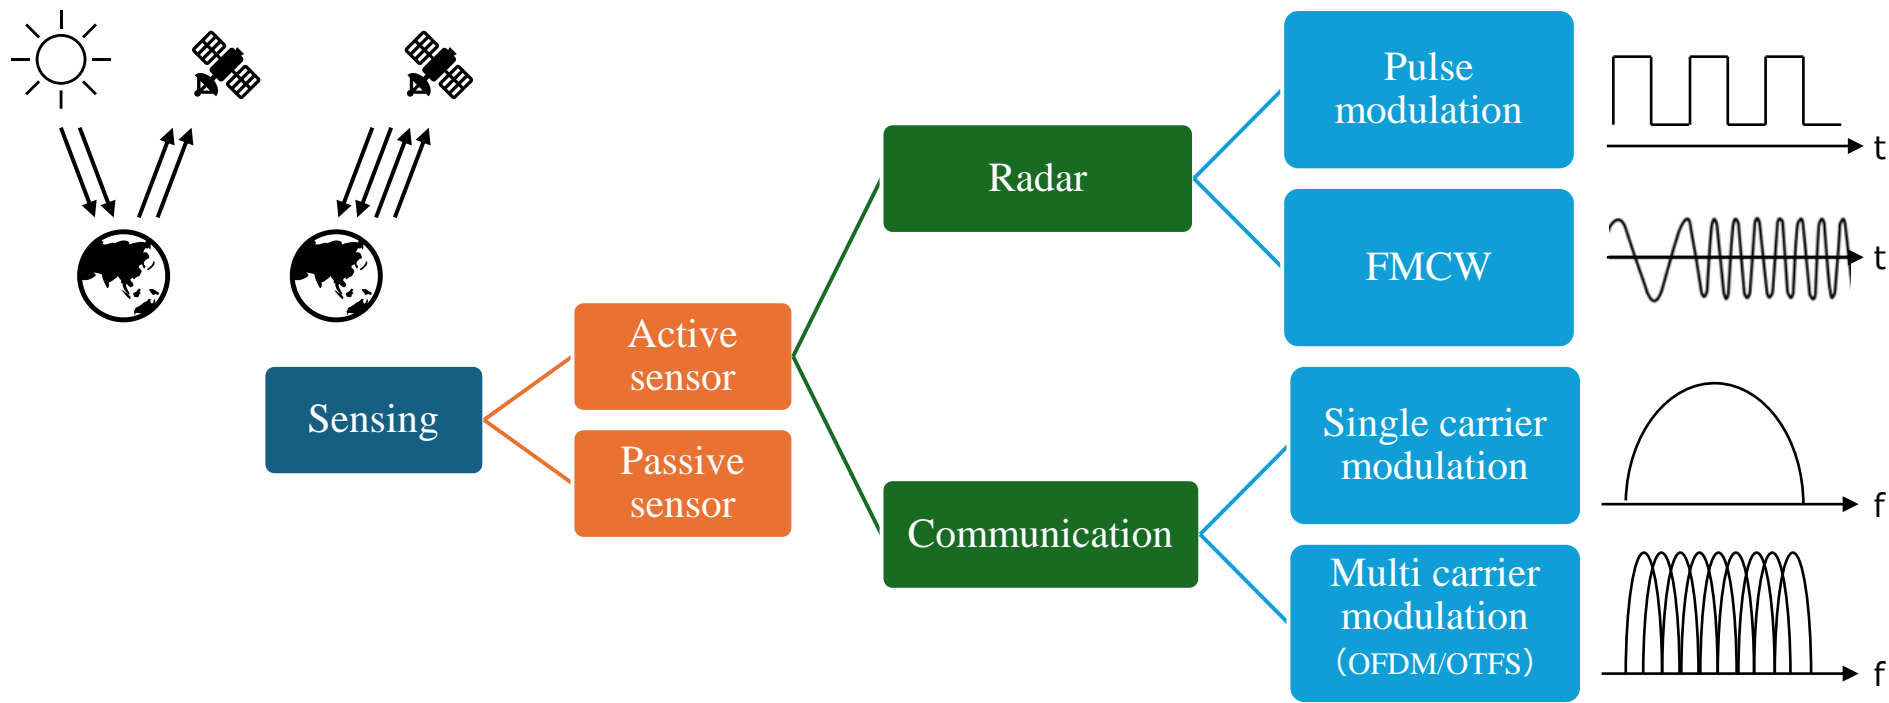 Sensing
Active
sensor
Passive
sensor
Radar
Communication
Pulse
modulation
t
FMCW
t
Single carrier
modulation
f
Multi carrier
modulation
（OFDM/OTFS）
f